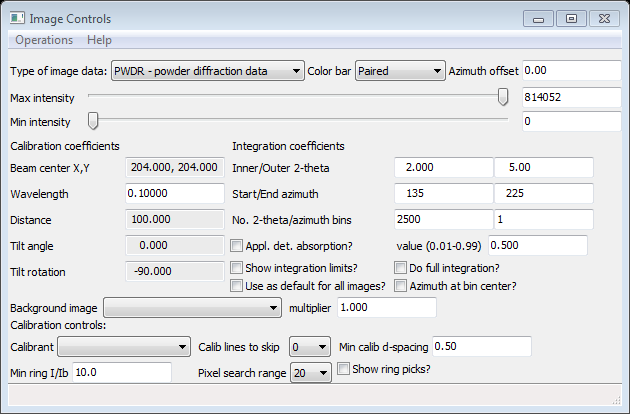 Image Controls
Operations Help
Type of image data: PWDR - powder diffraction data Color bar Paired Azimuth offset 0.00
Max intensity 814052
Min intensity 0
Calibration coefficients Integration coefficients
Beam center X,Y 204.000, 204.000 Inner/Outer 2-theta 2.000 5.00
Wavelength 0.10000 Start/End azimuth 135 225
Distance 100.000 No. 2-theta/azimuth bins 2500 1
Tilt angle 0.000 Appl. det. absorption? value (0.01-0.99) 0.500
Tilt rotation -90.000 Show integration limits? Do full integration?
Use as default for all images? Azimuth at bin center?
Background image multiplier 1.000
Calibration controls:
Calibrant Calib lines to skip 0 Min calib d-spacing 0.50
Min ring I/Ib 10.0 Pixel search range 20 Show ring picks?